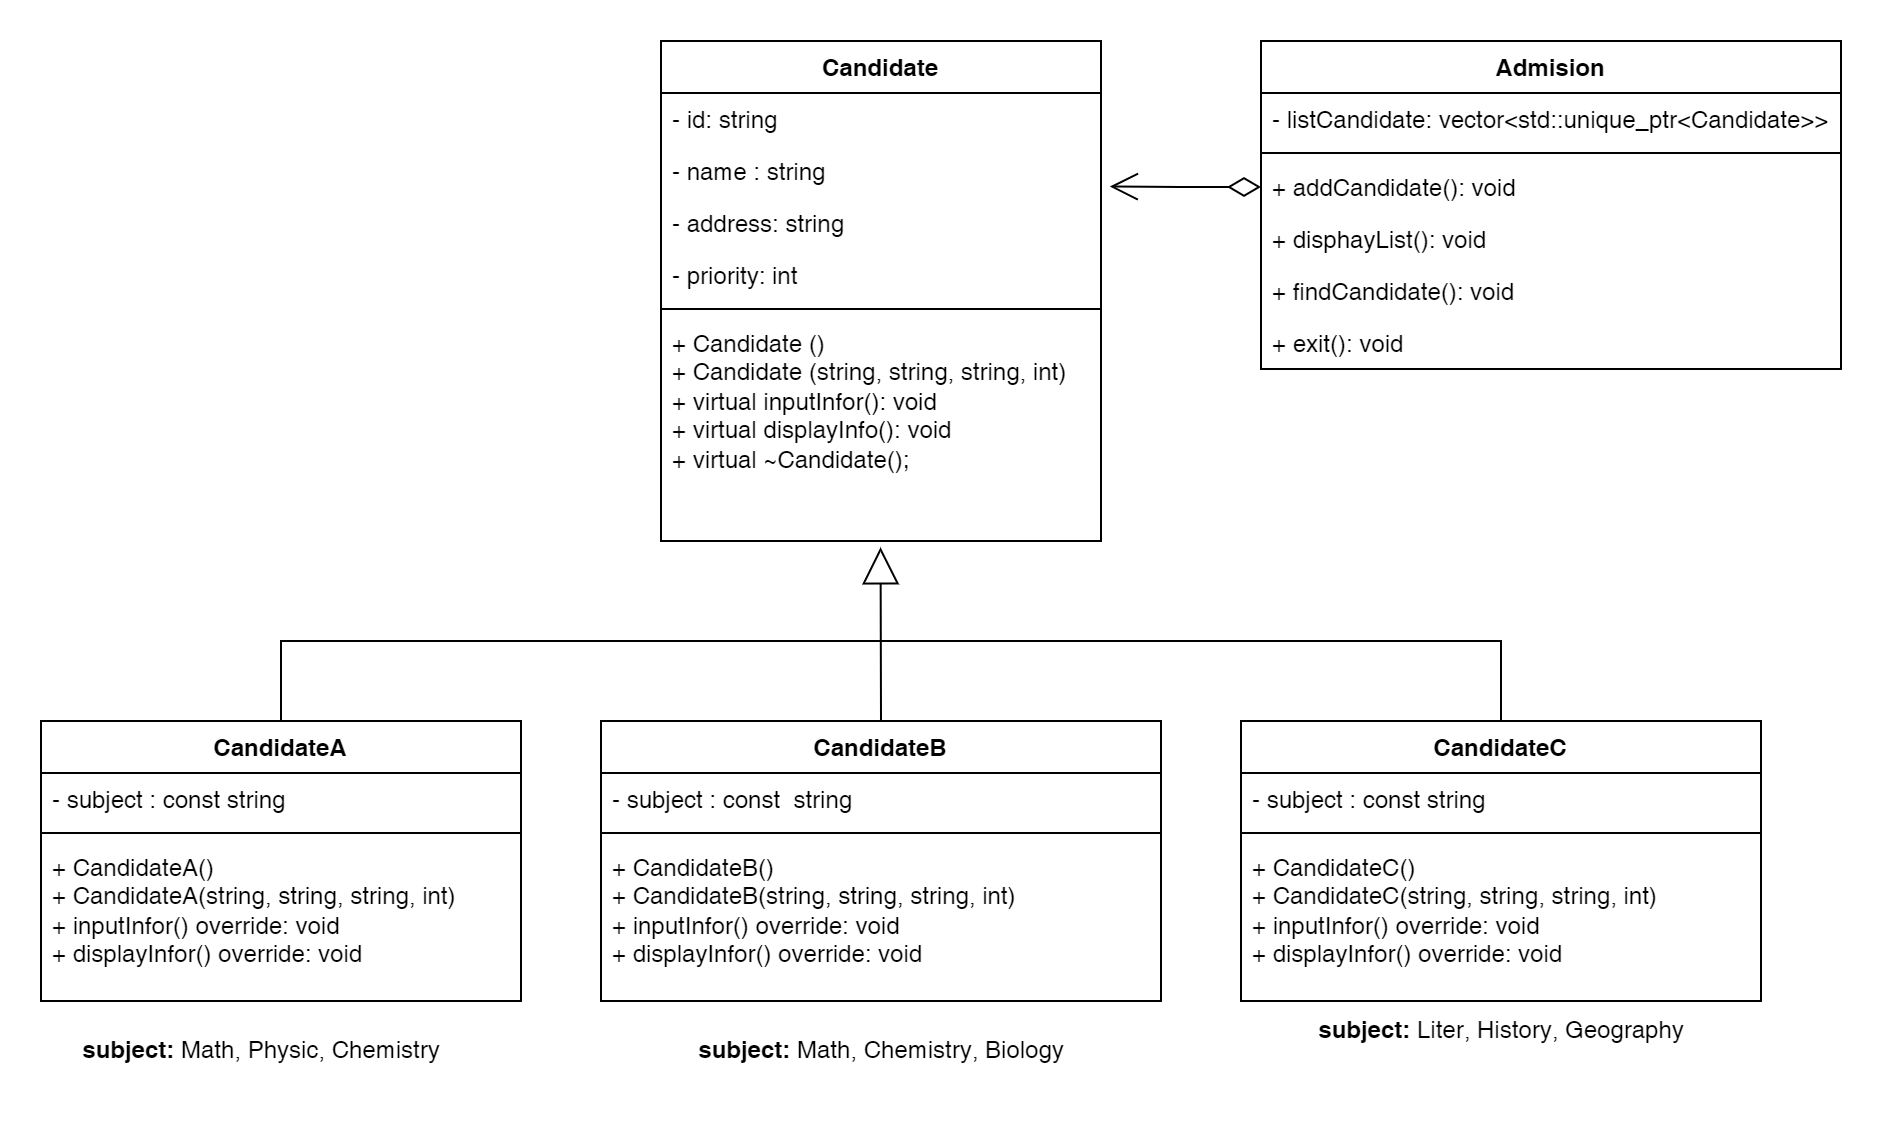 Candidate
- id: string
- name : string
- address: string
- priority: int
+ Candidate ()
+ Candidate (string, string, string, int)
+ virtual inputInfor(): void
+ virtual displayInfo(): void
+ virtual ~Candidate();
Admision
- listCandidate: vector<std::unique_ptr<Candidate>>
+ addCandidate(): void
+ disphayList(): void
+ findCandidate(): void
+ exit(): void
CandidateA
- subject : const string
+ CandidateA()
+ CandidateA(string, string, string, int)
+ inputInfor() override: void
+ displayInfor() override: void
subject: Math, Physic, Chemistry
CandidateB
- subject : const  string
+ CandidateB()
+ CandidateB(string, string, string, int)
+ inputInfor() override: void
+ displayInfor() override: void
subject: Math, Chemistry, Biology
CandidateC
- subject : const string
+ CandidateC()
+ CandidateC(string, string, string, int)
+ inputInfor() override: void
+ displayInfor() override: void
subject: Liter, History, Geography